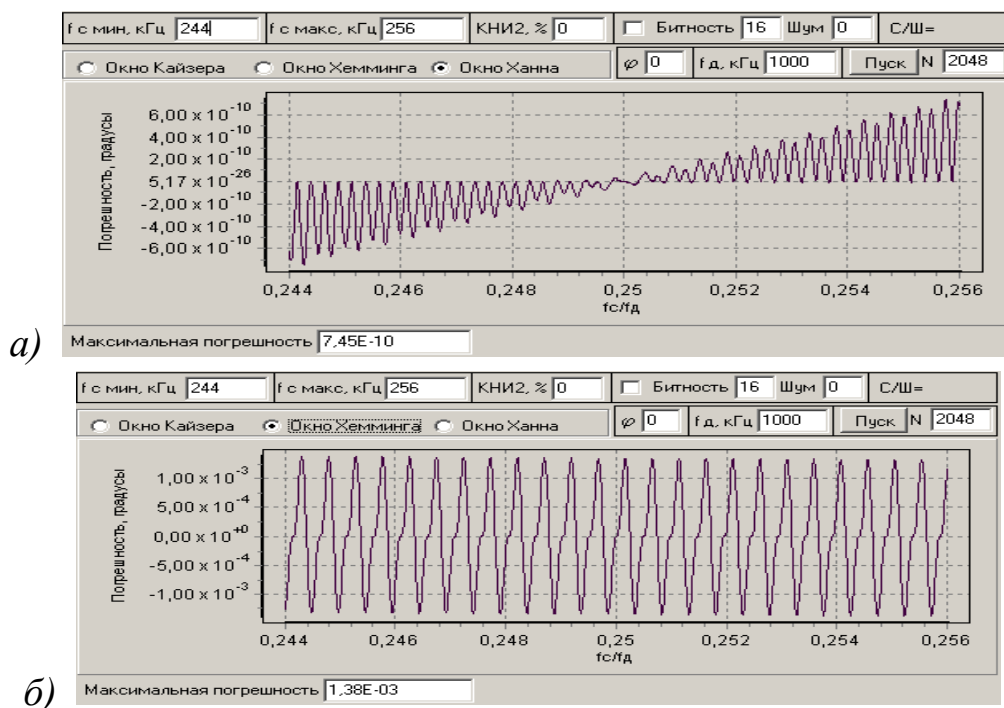 f с мин, кГц 244 f с макс, кГц 256 КНИ2, % 0 Битность 16 Шум 0 С/Ш=
Окно Кайзера Окно Хемминга Окно Ханна φ 0 f д, кГц 1000 Пуск N 2048
Погрешность, градусы
6,00 x 10-10
4,00 x 10-10
2,00 x 10-10
5,17 x 10-26
-2,00 x 10-10
-4,00 x 10-10
-6,00 x 10-10
0,244 0,246 0,248 0,25 0,252 0,254 0,256
fс/fд
а) Максимальная погрешность 7,45E-10
f с мин, кГц 244 f с макс, кГц 256 КНИ2, % 0 Битность 16 Шум 0 С/Ш=
Окно Кайзера Окно Хемминга Окно Ханна φ 0 f д, кГц 1000 Пуск N 2048
Погрешность, градусы
1,00 x 10-3
5,00 x 10-4
0,00 x 10+0
-5,00 x 10-4
-1,00 x 10-3
0,244 0,246 0,248 0,25 0,252 0,254 0,256
fс/fд
б) Максимальная погрешность 1,38E-03